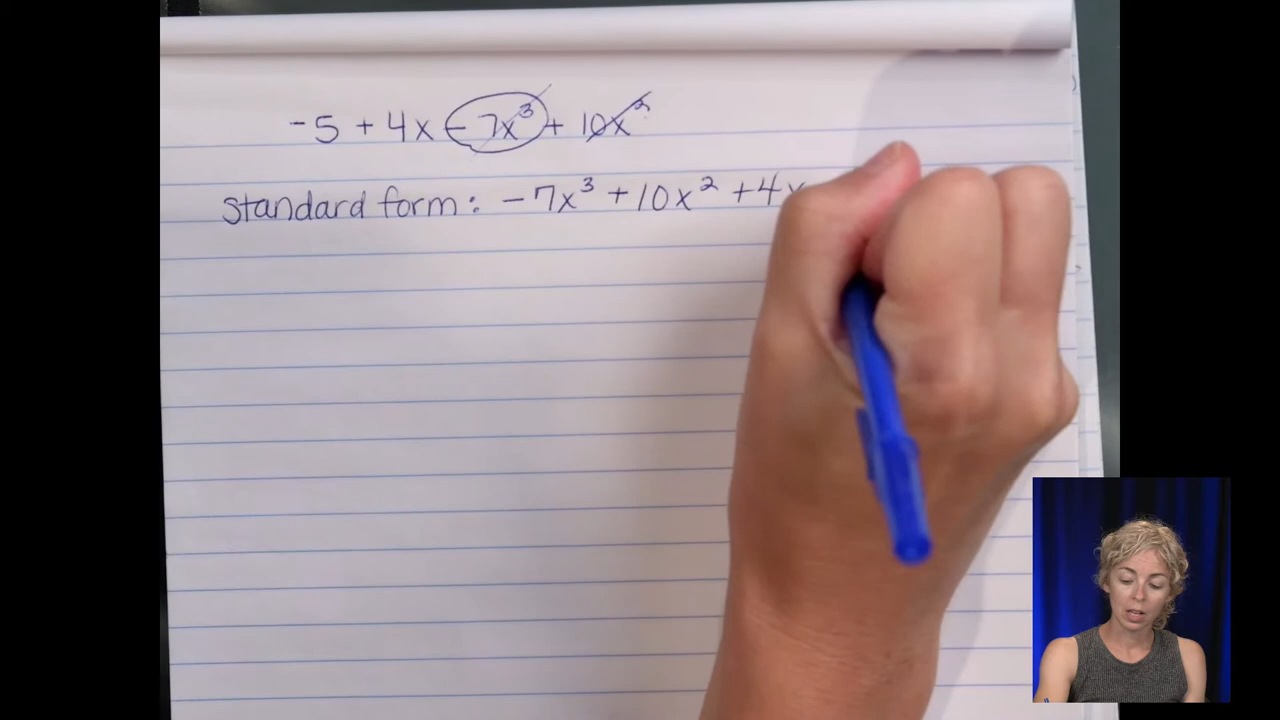 -5 + 4x - 7x³ + 10x²
standard form: -7x³ + 10x² + 4x